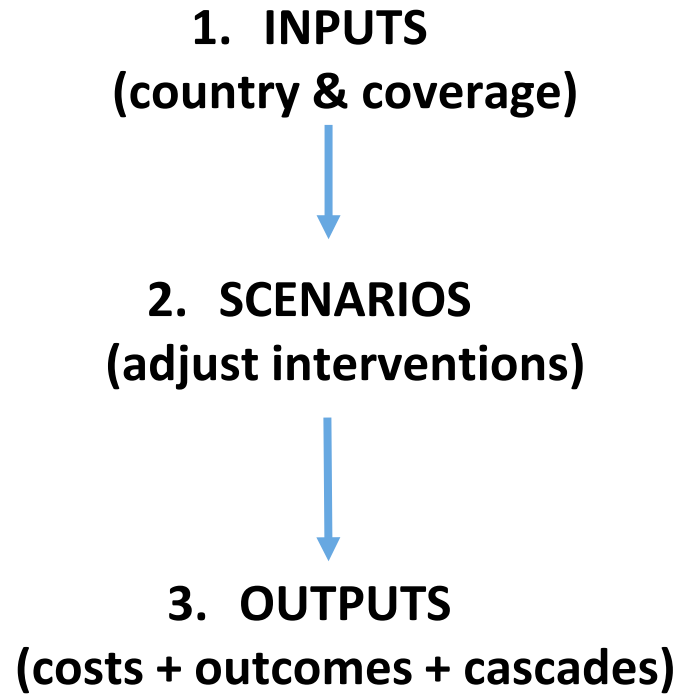 1. INPUTS
(country & coverage)
2. SCENARIOS
(adjust interventions)
3. OUTPUTS
(costs + outcomes + cascades)